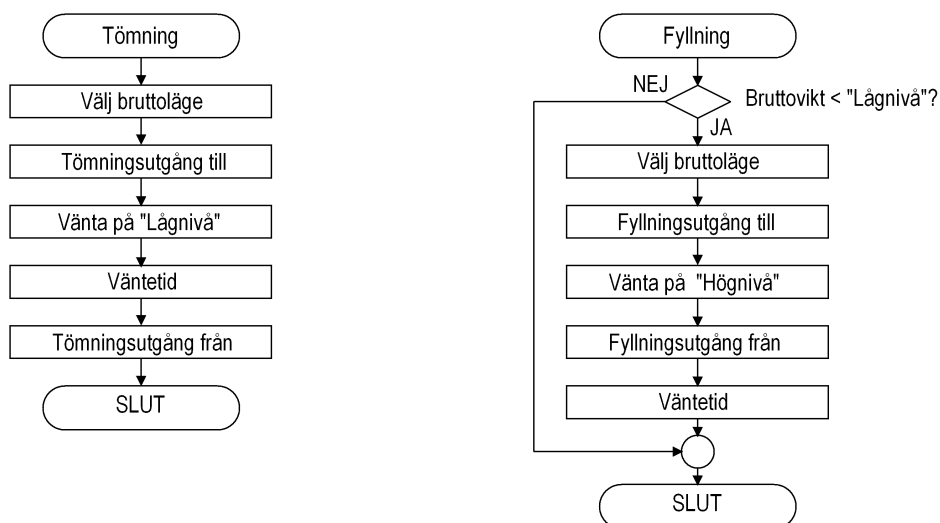 Tömning
Välj bruttoläge
Tömningsutgång till
Vänta på "Lågnivå"
Väntetid
Tömningsutgång från
SLUT
Fyllning
NEJ
Bruttovikt < "Lågnivå"?
JA
Välj bruttoläge
Fyllningsutgång till
Vänta på "Högnivå"
Fyllningsutgång från
Väntetid
SLUT